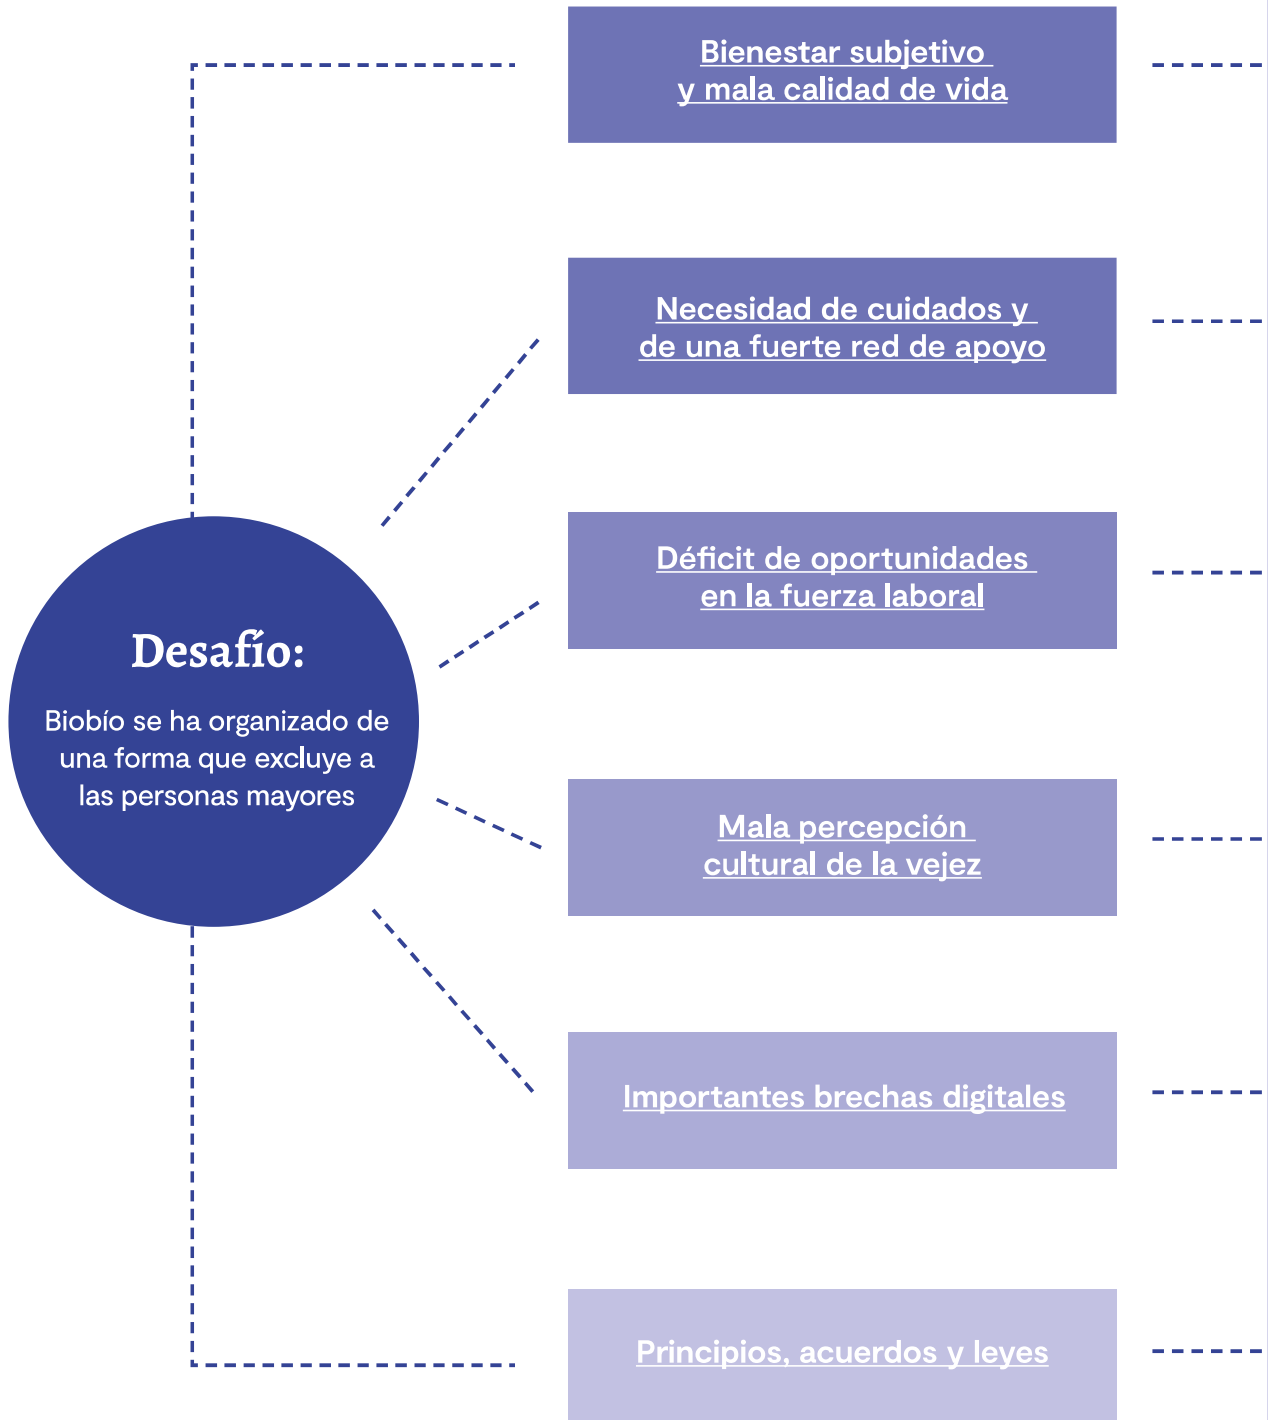 Bienestar subjetivo
y mala calidad de vida
Necesidad de cuidados y
de una fuerte red de apoyo
Déficit de oportunidades
en la fuerza laboral
Desafío:
Biobío se ha organizado de
una forma que excluye a
las personas mayores
Mala percepción
cultural de la vejez
Importantes brechas digitales
Principios, acuerdos y leyes